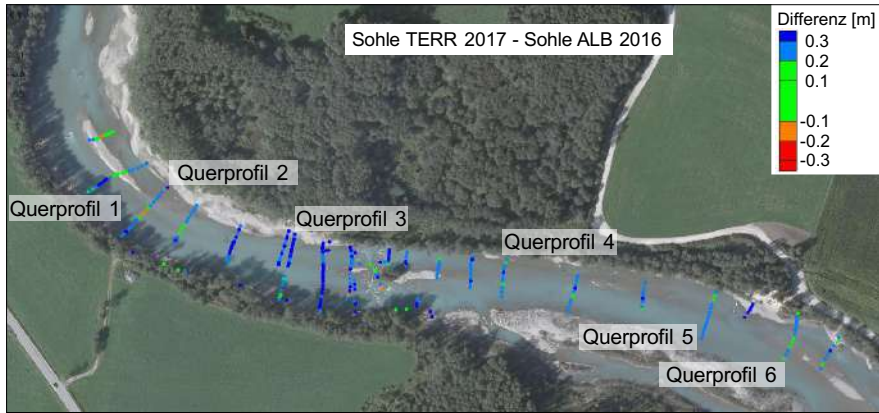 Sohle TERR 2017 - Sohle ALB 2016
Differenz [m]
0.3
0.2
0.1
-0.1
-0.2
-0.3
Querprofil 1
Querprofil 2
Querprofil 3
Querprofil 4
Querprofil 5
Querprofil 6